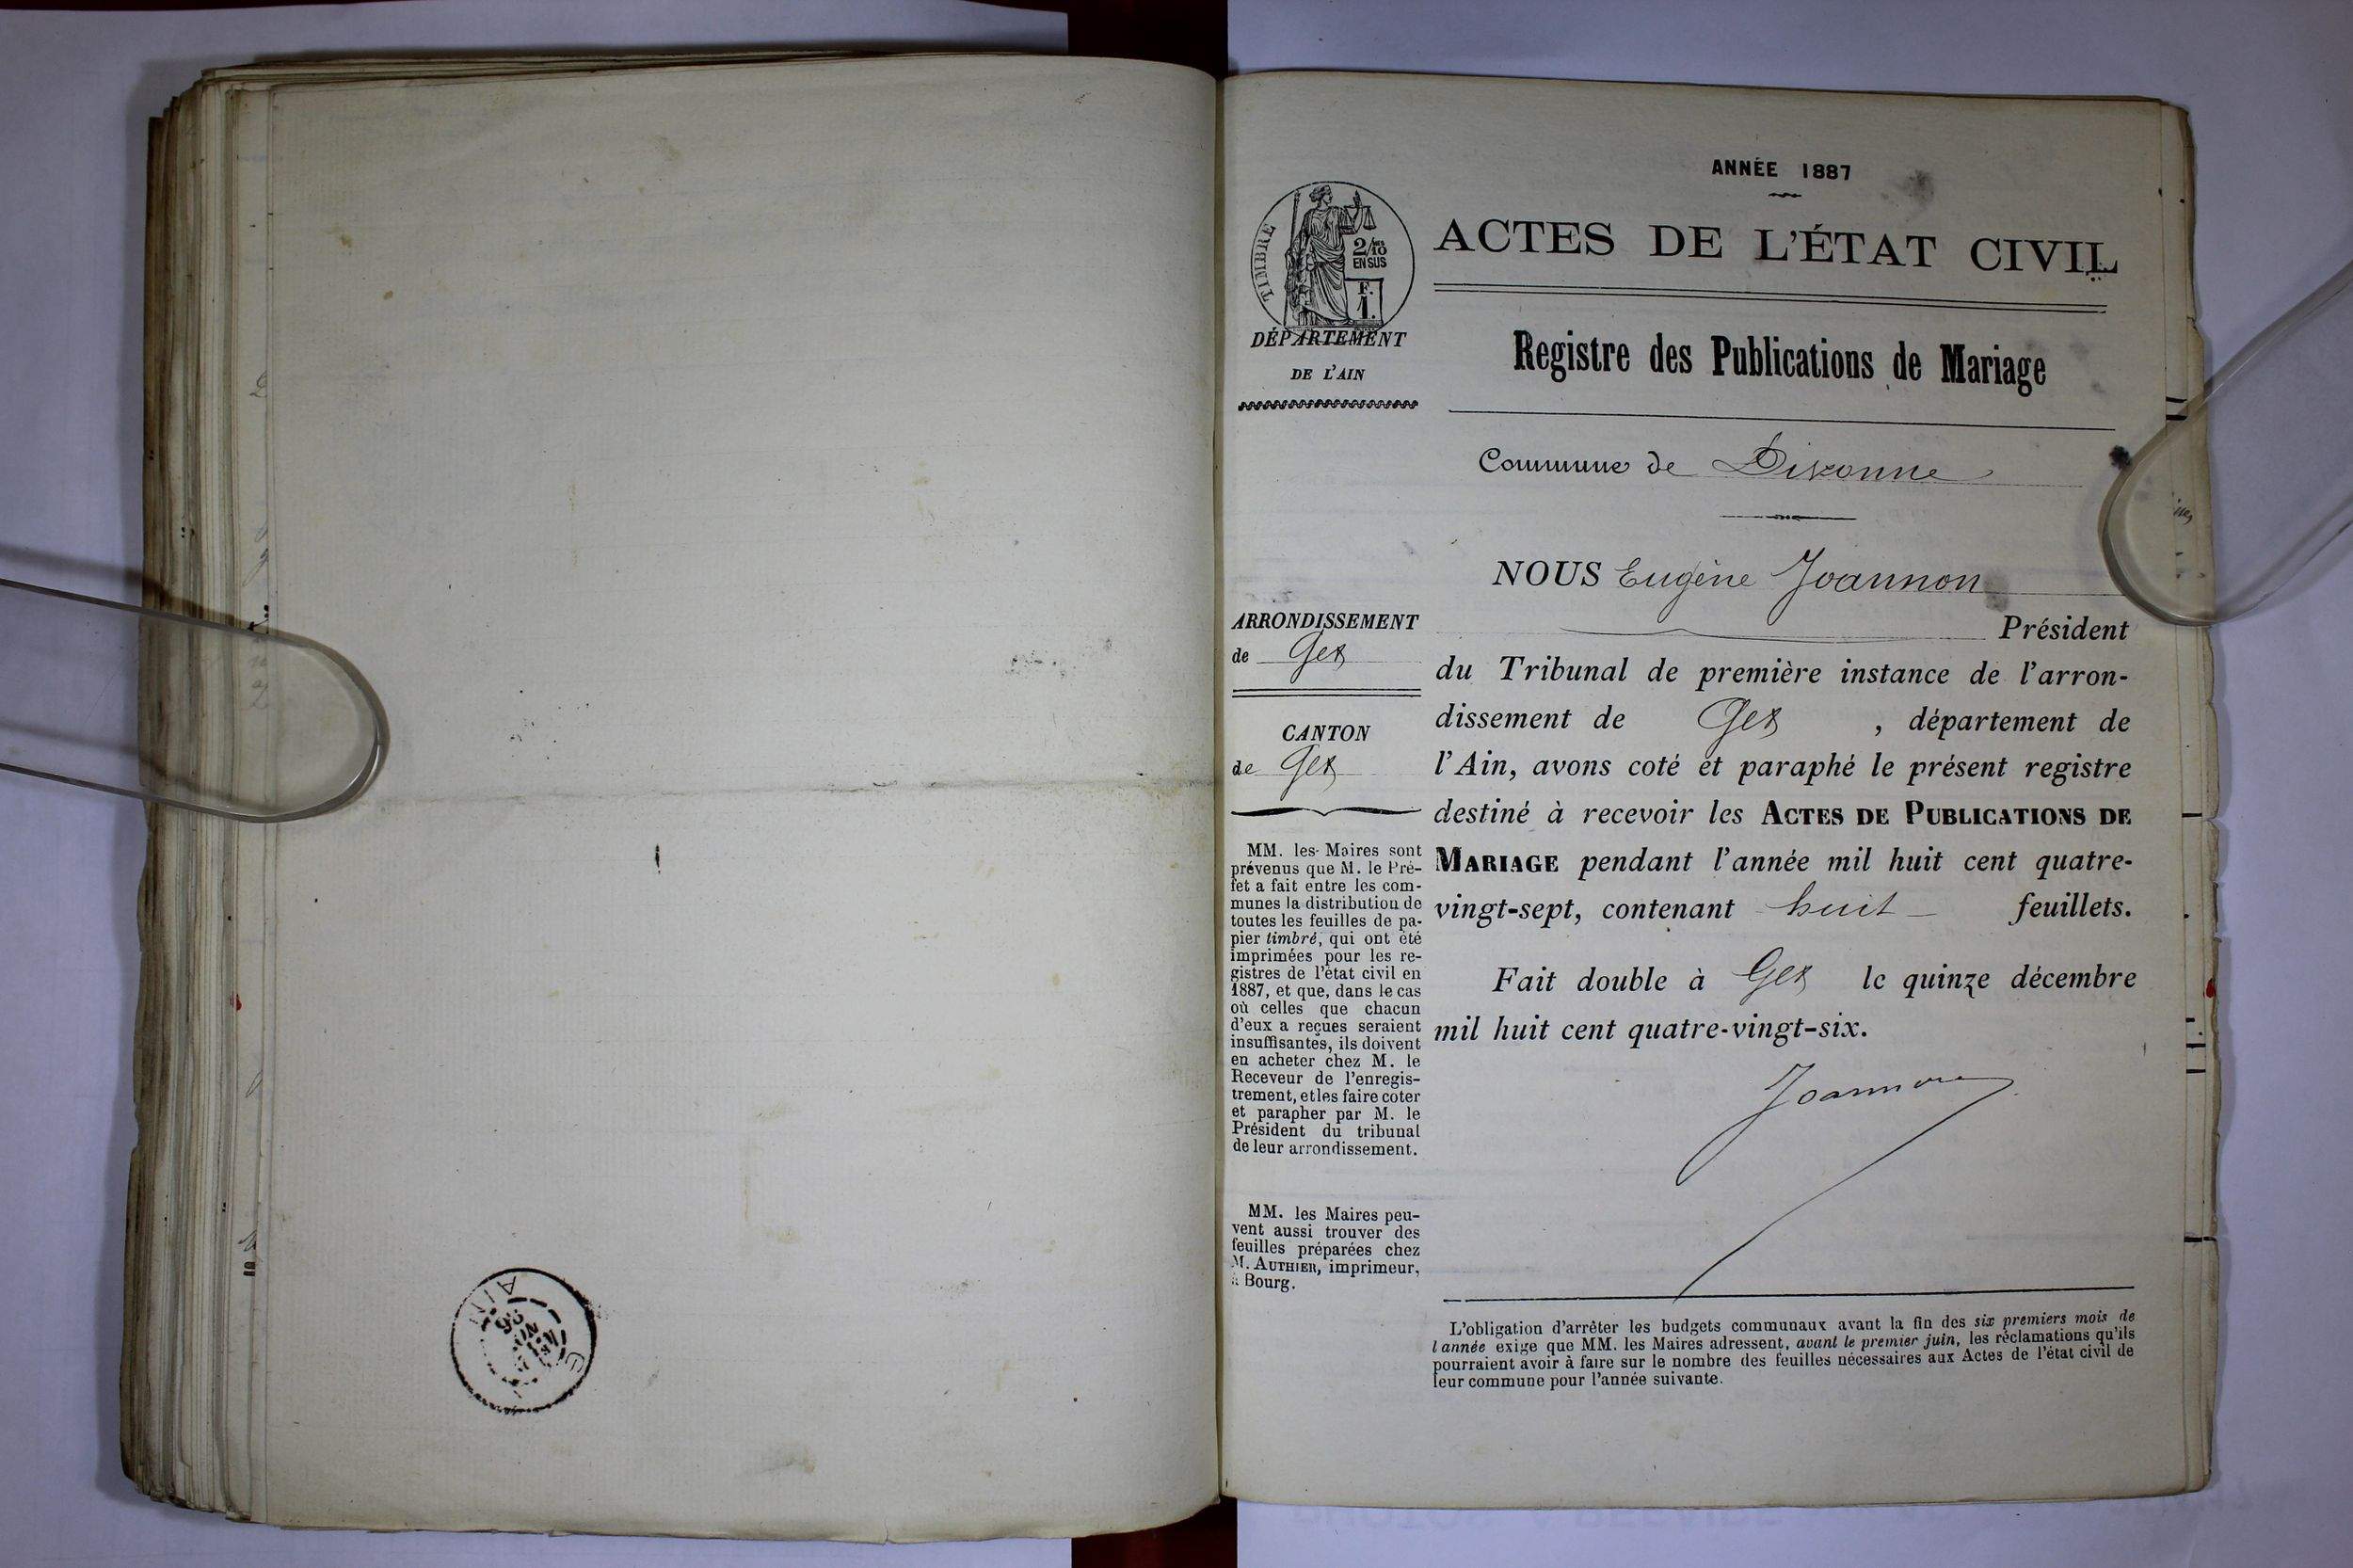 ANNÉE 1887
ACTES DE L'ÉTAT CIVIL
Registre des Publications de Mariage
Commune de Divonne
TIMBRE
2/10
EN SUS
F.
1.
DÉPARTEMENT
DE L'AIN
ARRONDISSEMENT
de Gex
CANTON
de Gex
MM. les Maires sont
prévenus que M. le Pré-
fet a fait entre les com-
munes la distribution de
toutes les feuilles de pa-
pier timbré, qui ont été
imprimées pour les re-
gistres de l'état civil en
1887, et que, dans le cas
où celles que chacun
d'eux a reçues seraient
insuffisantes, ils doivent
en acheter chez M. le
Receveur de l'enregis-
trement, et les faire coter
et parapher par M. le
Président du tribunal
de leur arrondissement.
MM. les Maires peu-
vent aussi trouver des
feuilles préparées chez
M. AUTHIER, imprimeur,
à Bourg.
NOUS Eugène Joannon
Président
du Tribunal de première instance de l'arron-
dissement de Gex , département de
l'Ain, avons coté et paraphé le présent registre
destiné à recevoir les ACTES DE PUBLICATIONS DE
MARIAGE pendant l'année mil huit cent quatre-
vingt-sept, contenant huit feuillets.
Fait double à Gex le quinze décembre
mil huit cent quatre-vingt-six.
Joannon
L'obligation d'arrêter les budgets communaux avant la fin des six premiers mois de
l'année exige que MM. les Maires adressent, avant le premier juin, les réclamations qu'ils
pourraient avoir à faire sur le nombre des feuilles nécessaires aux Actes de l'état civil de
leur commune pour l'année suivante.
AIN